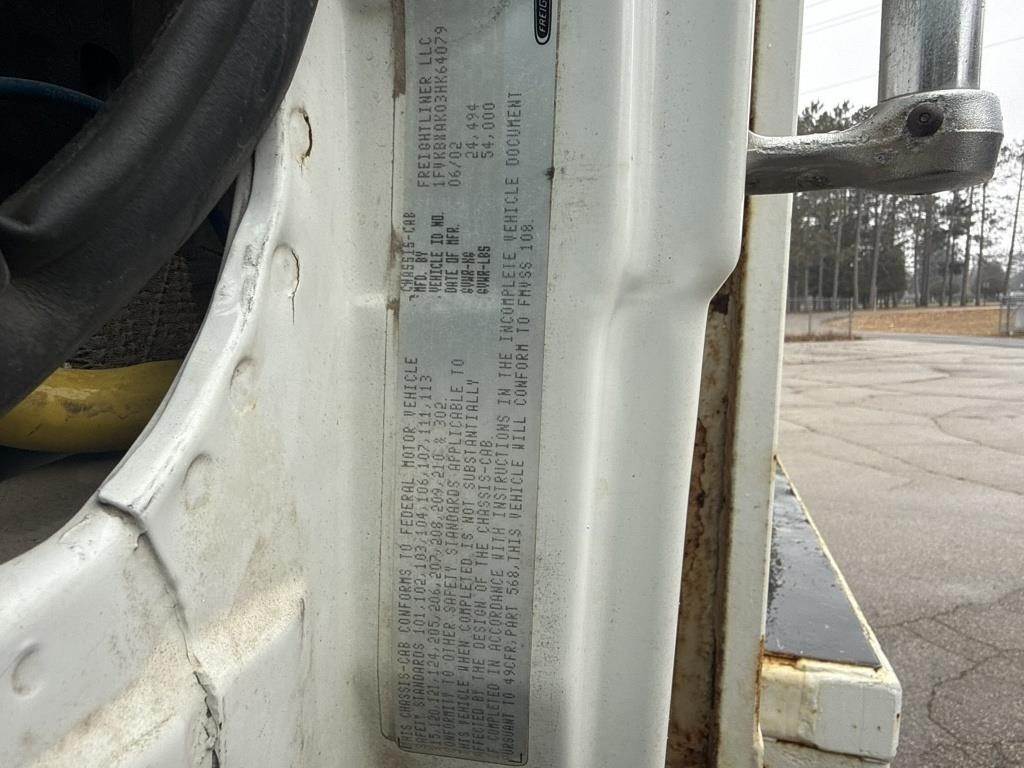 FREIGHTLINER
CHASSIS-CAB
MFD. BY FREIGHTLINER LLC
VEHICLE ID NO. 1FVKBXAK03HK64079
DATE OF MFR. 06/02
GVWR-KG 24,494
GVWR-LBS 54,000
THIS CHASSIS-CAB CONFORMS TO FEDERAL MOTOR VEHICLE
SAFETY STANDARDS 101,102,103,104,106,107,111,113
115,120,121,124,205,206,207,208,209,210 & 302
CONFORMITY TO OTHER SAFETY STANDARDS APPLICABLE TO
THIS VEHICLE WHEN COMPLETED IS NOT SUBSTANTIALLY
AFFECTED BY THE DESIGN OF THE CHASSIS-CAB.
IF COMPLETED IN ACCORDANCE WITH INSTRUCTIONS IN THE INCOMPLETE VEHICLE DOCUMENT
PURSUANT TO 49CFR,PART 568,THIS VEHICLE WILL CONFORM TO FMVSS 108.